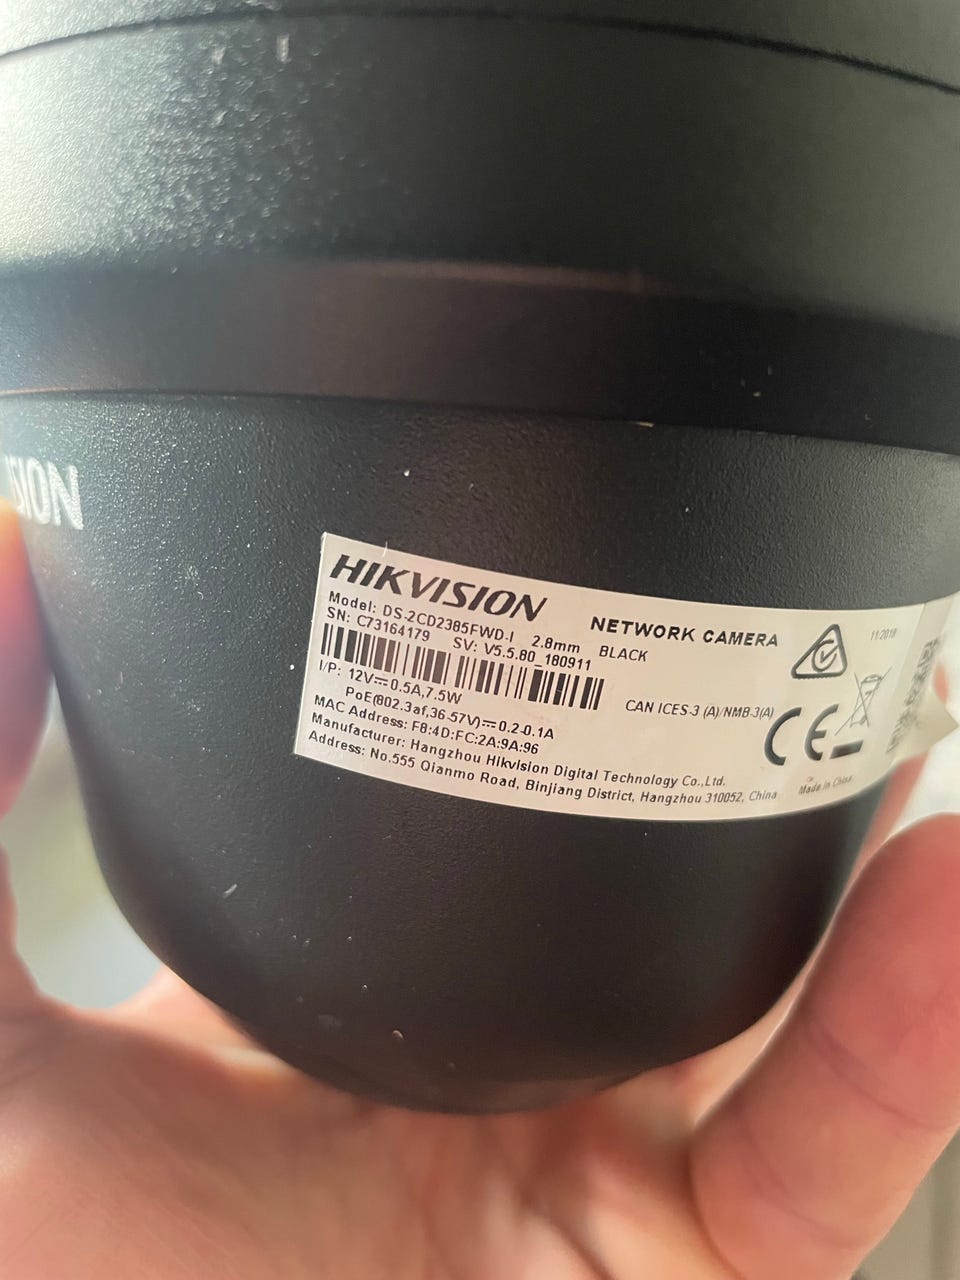 SION
HIKVISION
NETWORK CAMERA
11/2018
Model: DS-2CD2385FWD-I 2.8mm BLACK
SN: C73164179 SV: V5.5.80_180911
I/P: 12V⎓0.5A,7.5W
PoE(802.3af,36-57V)⎓0.2-0.1A
CAN ICES-3 (A)/NMB-3(A)
CE
MAC Address: F8:4D:FC:2A:9A:96
Manufacturer: Hangzhou Hikvision Digital Technology Co.,Ltd.
Address: No.555 Qianmo Road, Binjiang District, Hangzhou 310052, China
Made in China